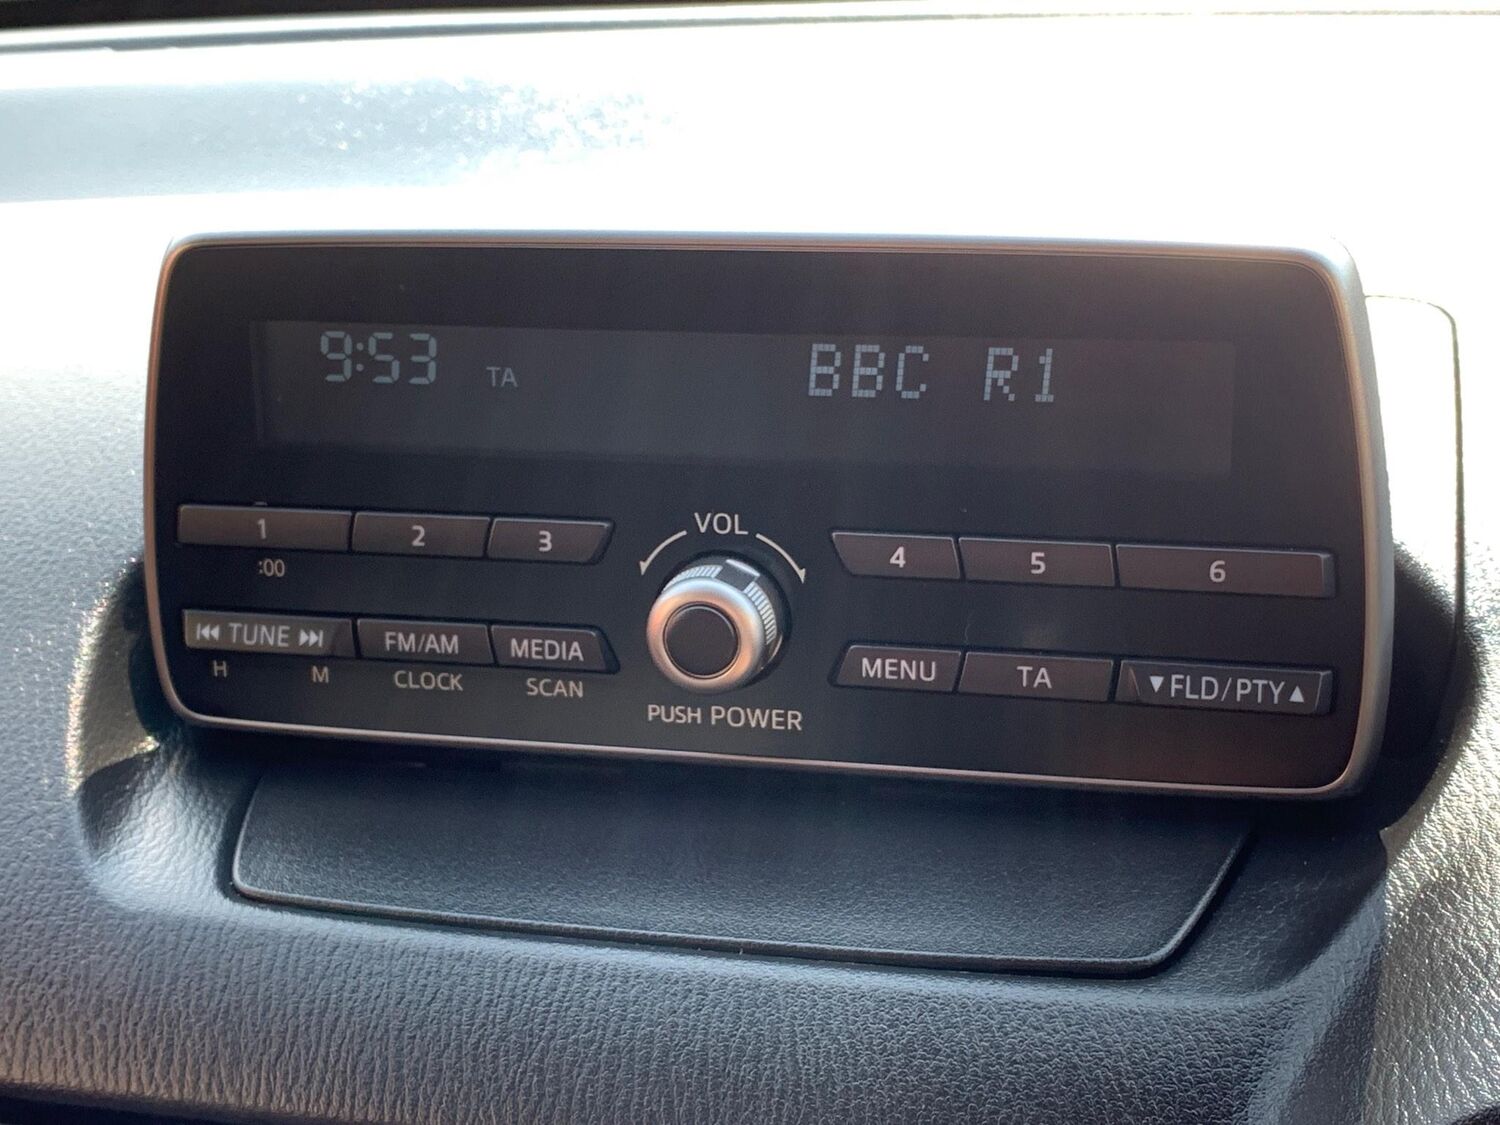 9:53 TA BBC R1
VOL
1 2 3 4 5 6
:00
TUNE FM/AM MEDIA MENU TA ▼FLD/PTY▲
H M CLOCK SCAN
PUSH POWER